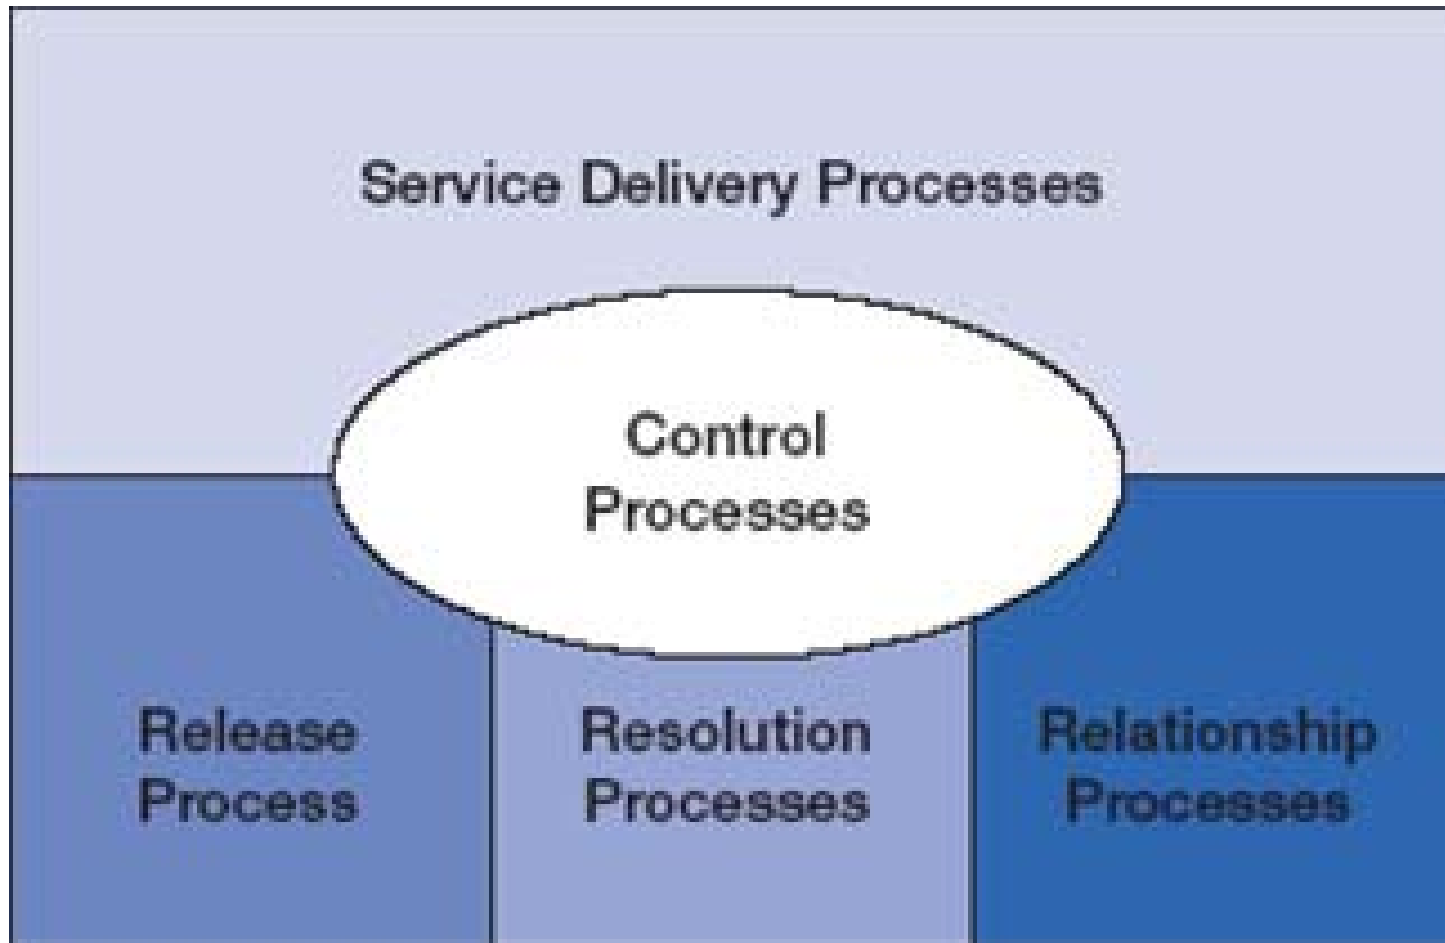 Service Delivery Processes
Control
Processes
Release
Process
Resolution
Processes
Relationship
Processes